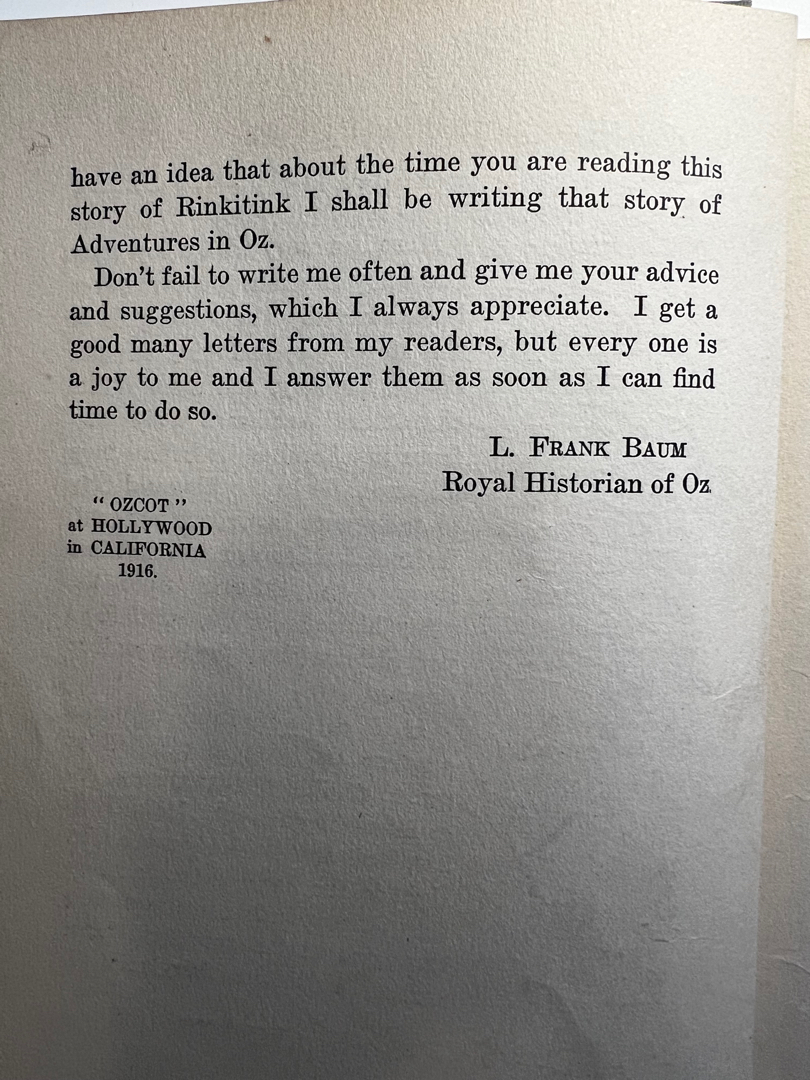 have an idea that about the time you are reading this
story of Rinkitink I shall be writing that story of
Adventures in Oz.
Don't fail to write me often and give me your advice
and suggestions, which I always appreciate. I get a
good many letters from my readers, but every one is
a joy to me and I answer them as soon as I can find
time to do so.
L. FRANK BAUM
Royal Historian of Oz
“ OZCOT ”
at HOLLYWOOD
in CALIFORNIA
1916.